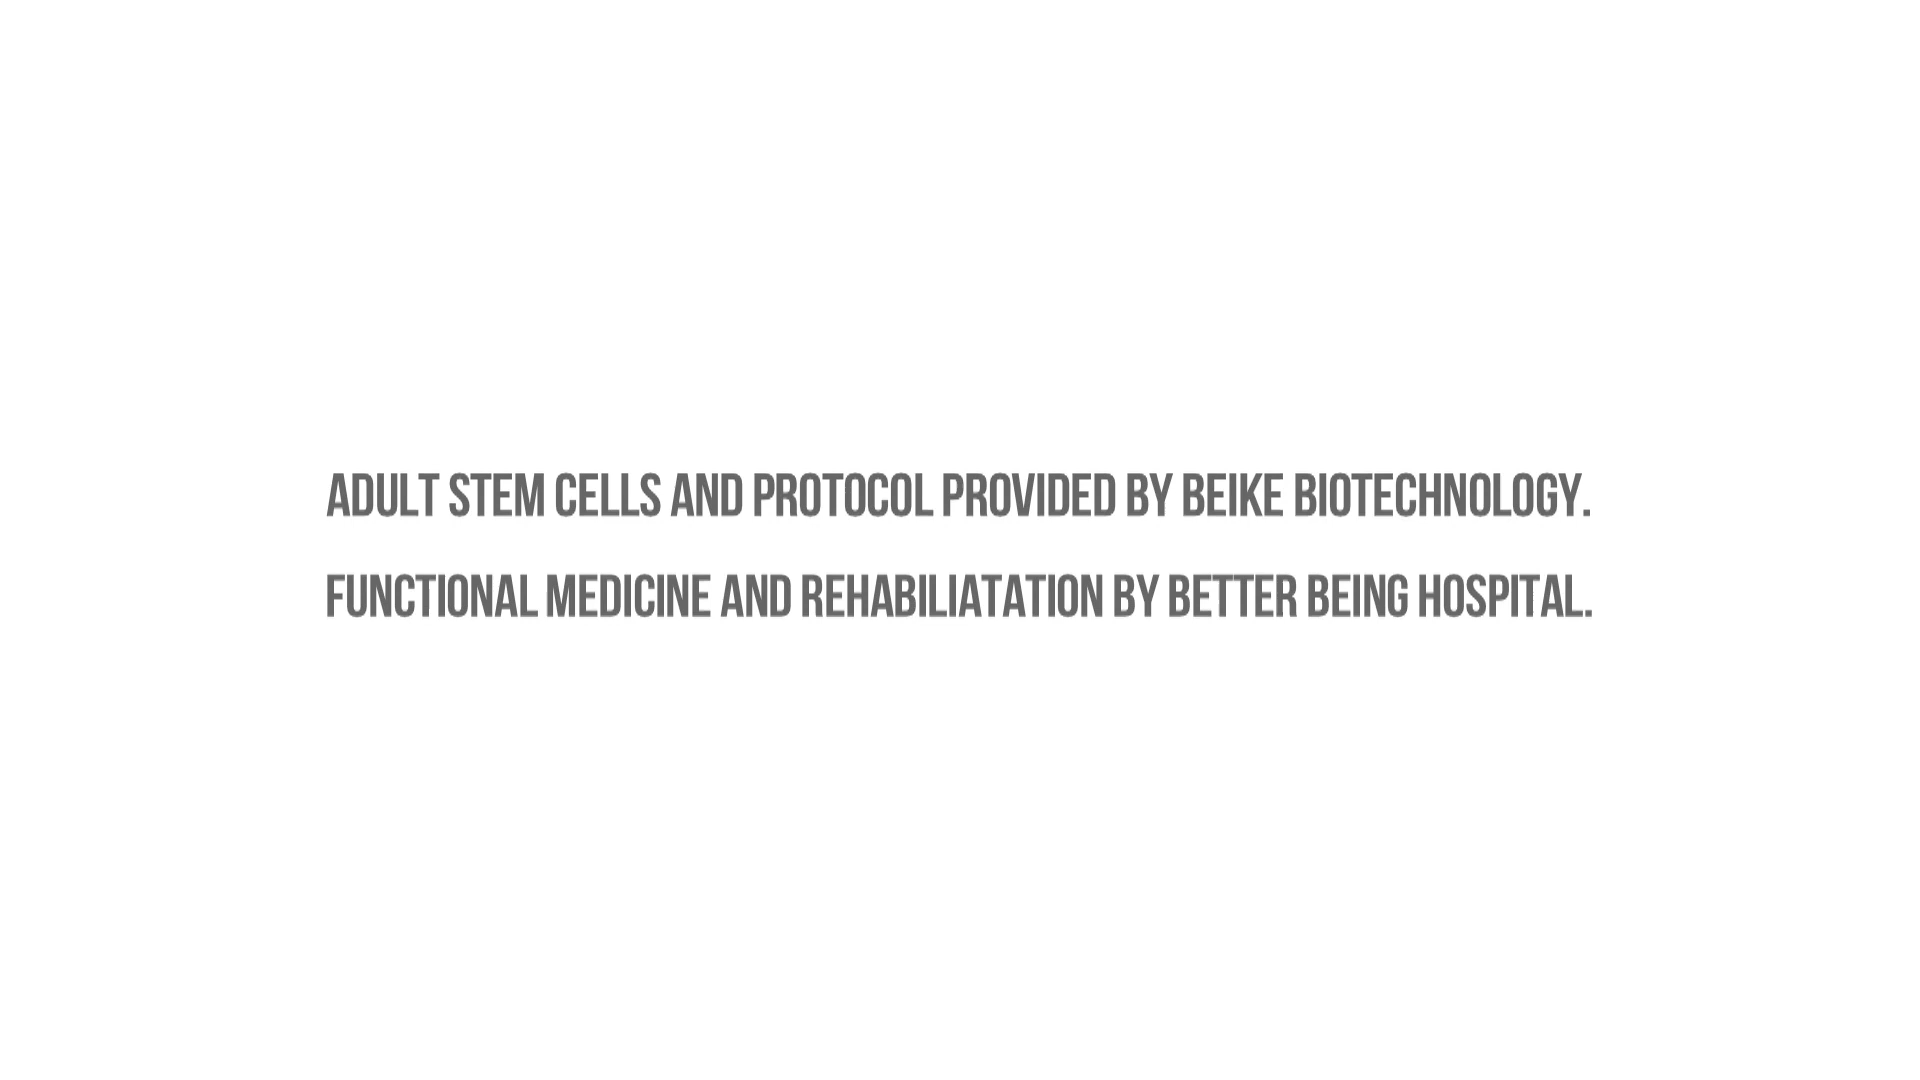 ADULT STEM CELLS AND PROTOCOL PROVIDED BY BEIKE BIOTECHNOLOGY.
FUNCTIONAL MEDICINE AND REHABILIATATION BY BETTER BEING HOSPITAL.